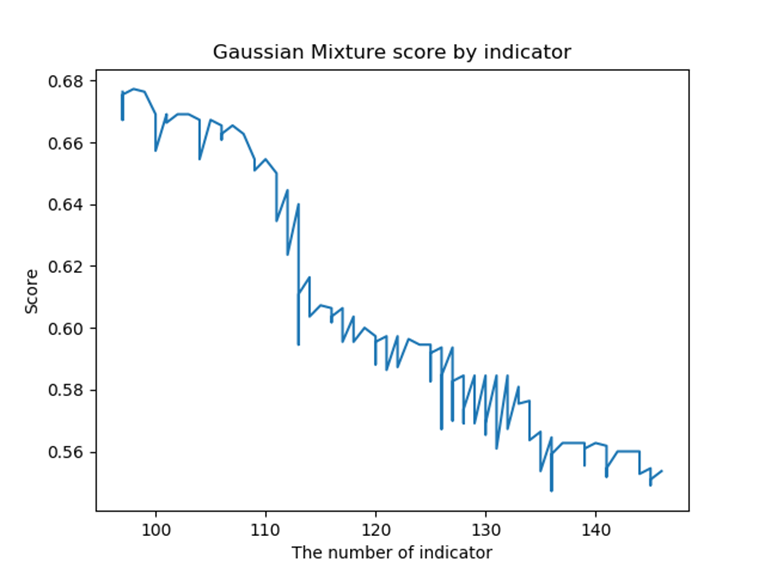 Gaussian Mixture score by indicator
0.68
0.66
0.64
0.62
0.60
0.58
0.56
Score
100 110 120 130 140
The number of indicator